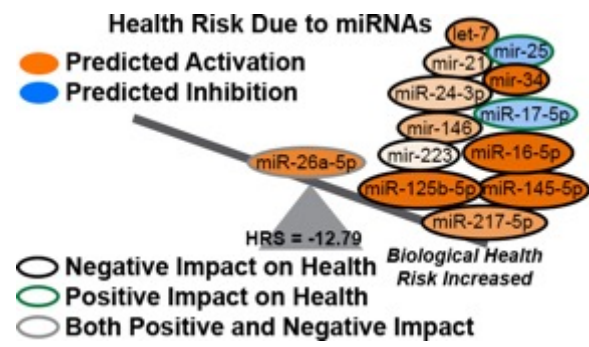 Health Risk Due to miRNAs
Predicted Activation
Predicted Inhibition
let-7
mir-25
mir-21
mir-34
miR-24-3p
miR-17-5p
mir-146
mir-223
miR-16-5p
miR-26a-5p
miR-125b-5p
miR-145-5p
miR-217-5p
HRS = -12.79
Biological Health
Risk Increased
Negative Impact on Health
Positive Impact on Health
Both Positive and Negative Impact